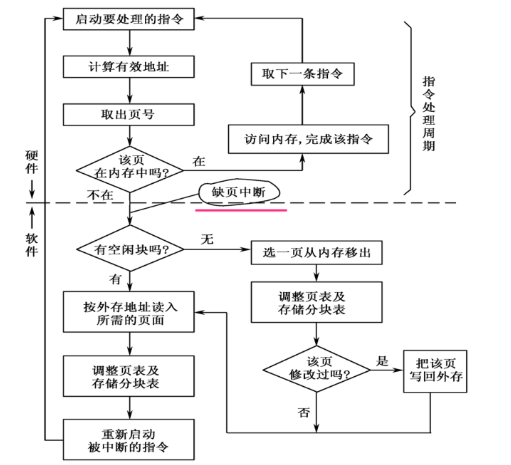 启动要处理的指令
计算有效地址
取下一条指令
取出页号
访问内存,完成该指令
指令处理周期
硬件
该页
在内存中吗?
在
不在
缺页中断
软件
有空闲块吗?
无
选一页从内存移出
有
按外存地址读入
所需的页面
调整页表及
存储分块表
调整页表及
存储分块表
该页
修改过吗?
是
把该页
写回外存
否
重新启动
被中断的指令